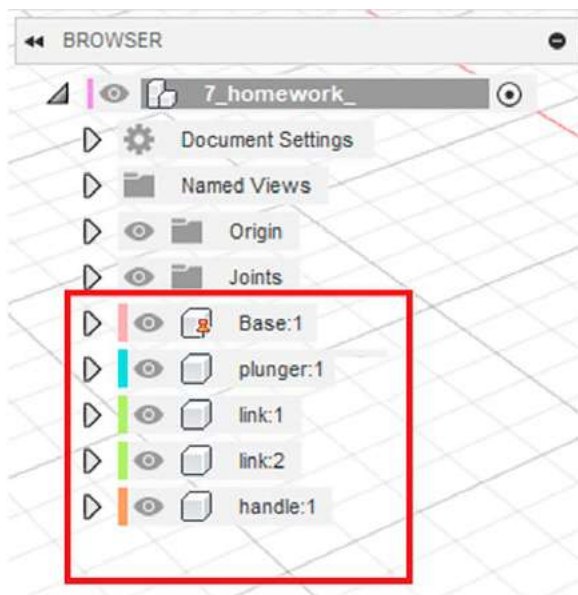 BROWSER
7_homework_
Document Settings
Named Views
Origin
Joints
Base:1
plunger:1
link:1
link:2
handle:1